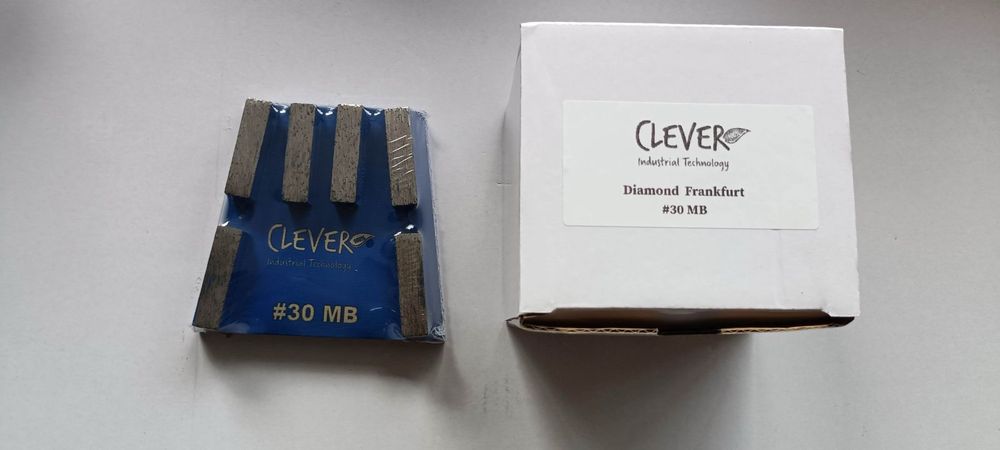 CLEVER
Industrial Technology
#30 MB
CLEVER
Industrial Technology
Diamond Frankfurt
#30 MB